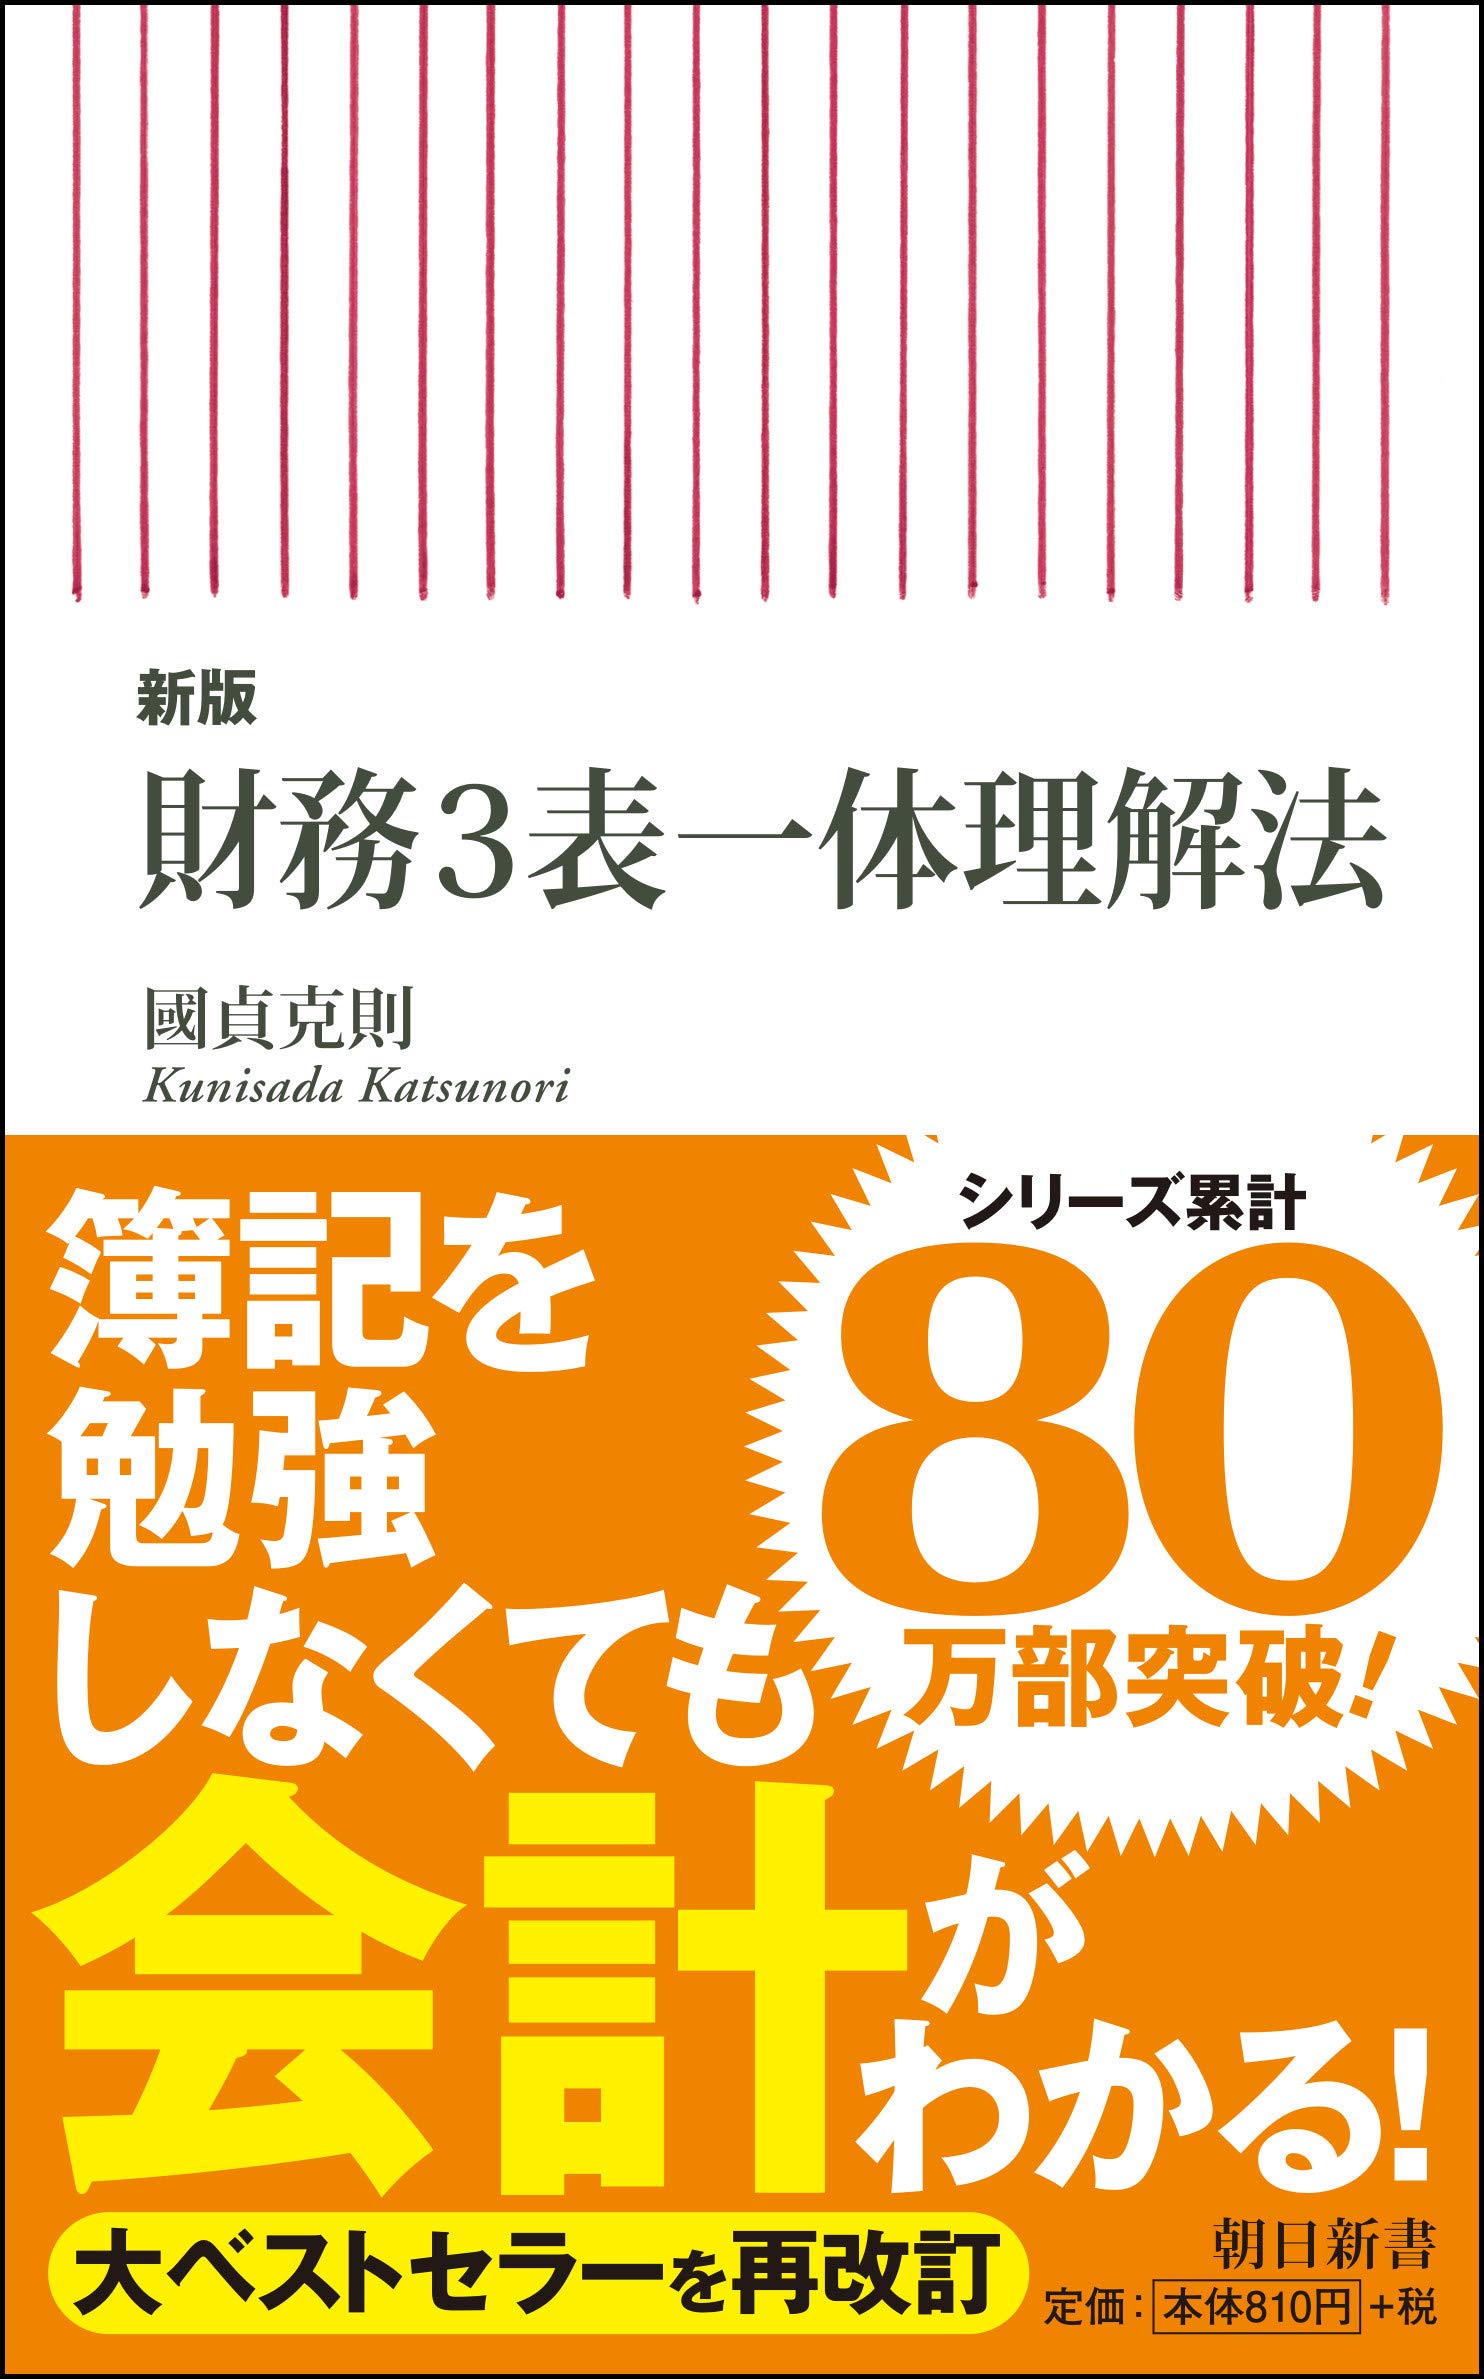 新版
財務3表一体理解法
國貞克則
Kunisada Katsunori
シリーズ累計
80
万部突破!
簿記を
勉強
しなくても
会計が
わかる!
大ベストセラーを再改訂
朝日新書
定価:本体810円+税